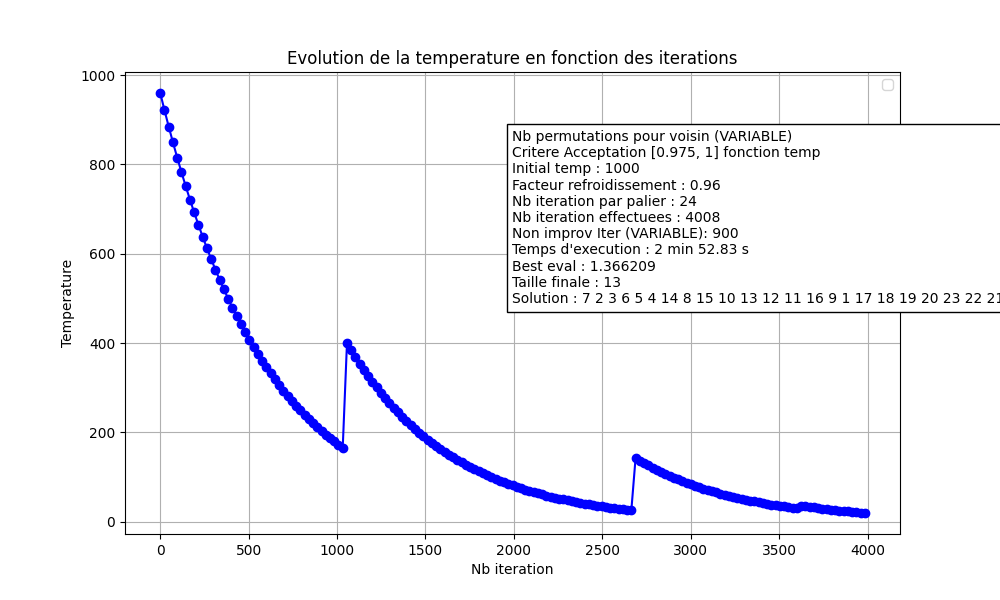 Evolution de la temperature en fonction des iterations
1000
800
600
400
200
0
Temperature
Nb permutations pour voisin (VARIABLE)
Critere Acceptation [0.975, 1] fonction temp
Initial temp : 1000
Facteur refroidissement : 0.96
Nb iteration par palier : 24
Nb iteration effectuees : 4008
Non improv Iter (VARIABLE): 900
Temps d'execution : 2 min 52.83 s
Best eval : 1.366209
Taille finale : 13
Solution : 7 2 3 6 5 4 14 8 15 10 13 12 11 16 9 1 17 18 19 20 23 22 21
0 500 1000 1500 2000 2500 3000 3500 4000
Nb iteration